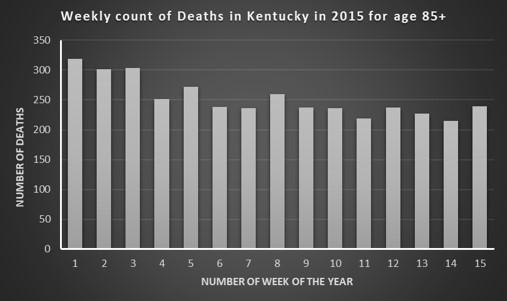 Weekly count of Deaths in Kentucky in 2015 for age 85+
350
300
250
200
150
100
50
0
NUMBER OF DEATHS
1 2 3 4 5 6 7 8 9 10 11 12 13 14 15
NUMBER OF WEEK OF THE YEAR